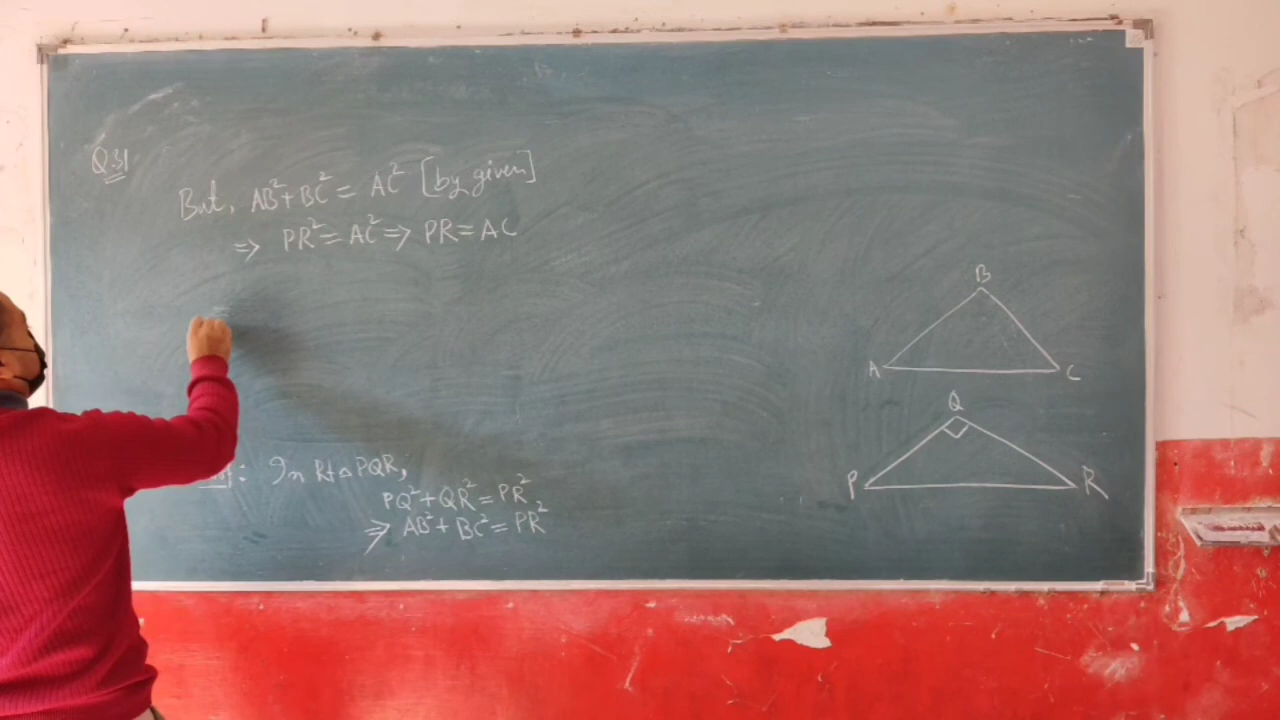 Q.31
But, AB²+BC² = AC² [by given]
⇒ PR² = AC² ⇒ PR = AC
B
A C
Q
P R
: In Rt △ PQR,
PQ²+QR² = PR²
⇒ AB²+BC² = PR²